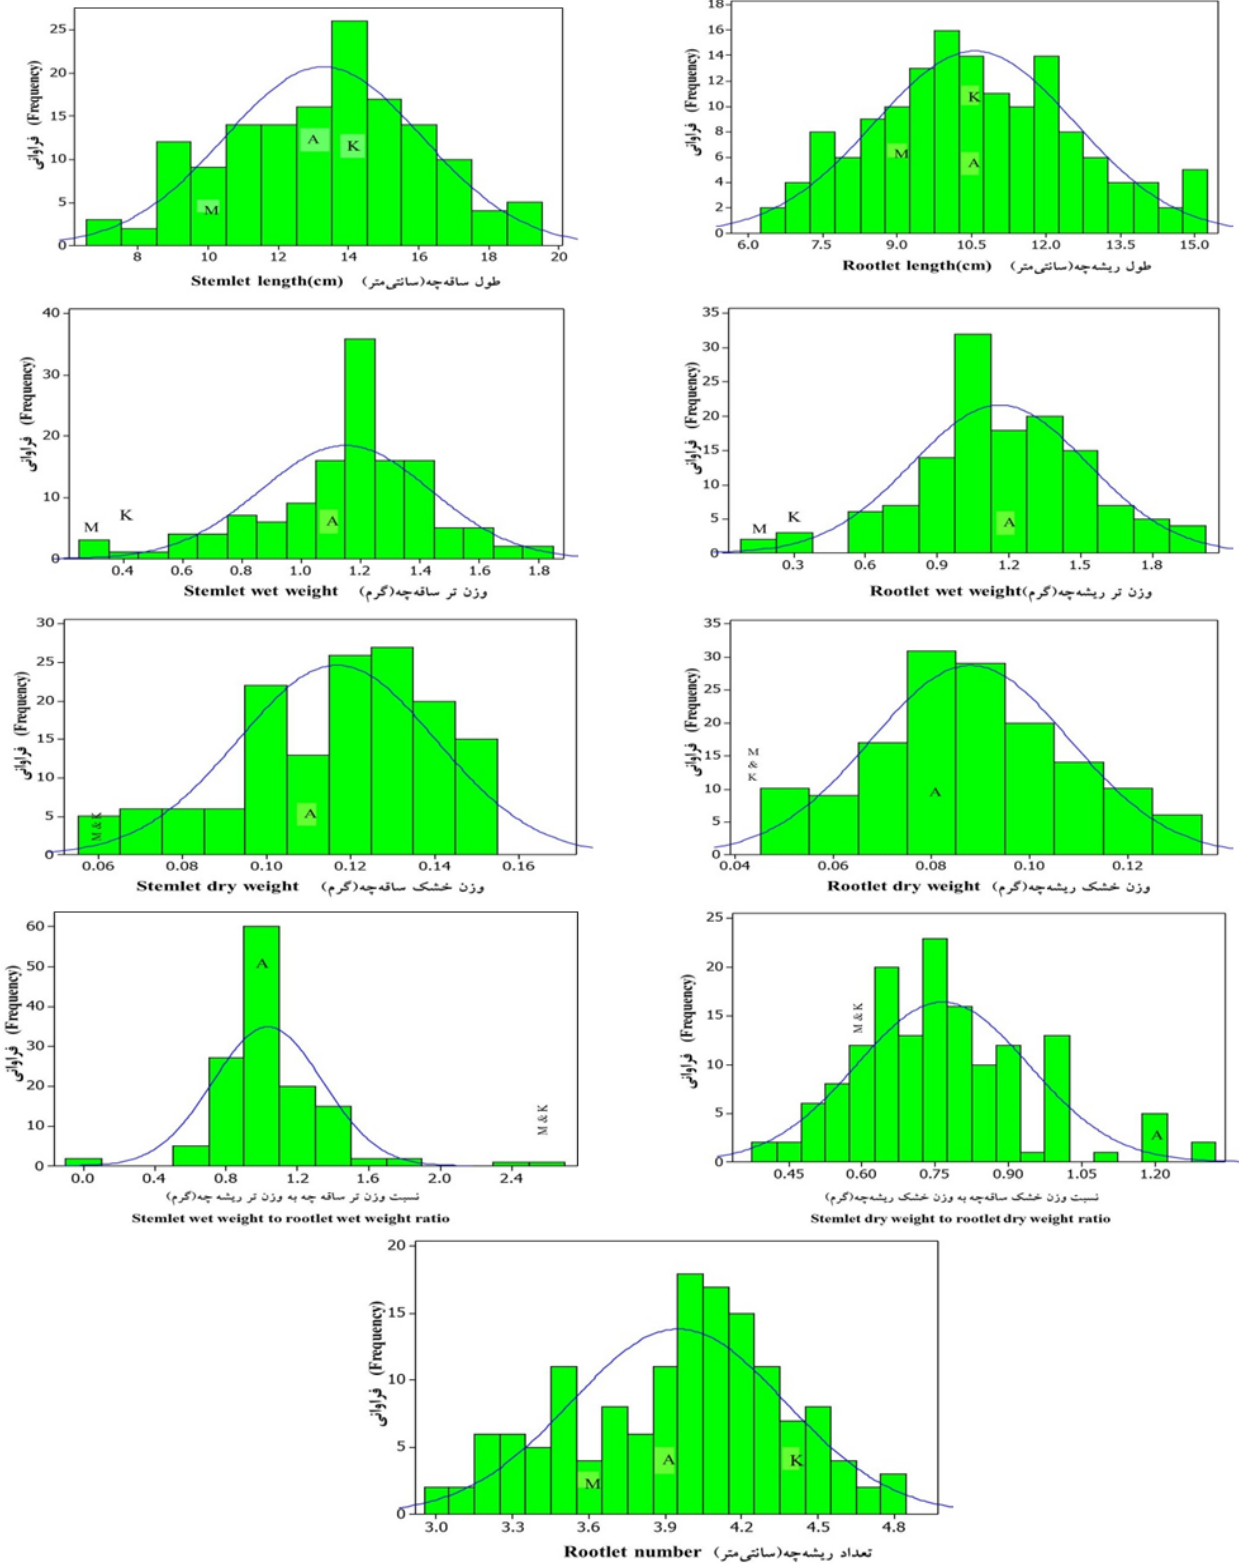 فراوانی (Frequency)
25
20
15
10
5
0
A
K
M
8 10 12 14 16 18 20
Stemlet length(cm) طول ساقه‌چه(سانتی‌متر)
فراوانی (Frequency)
18
16
14
12
10
8
6
4
2
0
K
M
A
6.0 7.5 9.0 10.5 12.0 13.5 15.0
Rootlet length(cm) طول ریشه‌چه(سانتی‌متر)
فراوانی (Frequency)
40
30
20
10
0
M
K
A
0.4 0.6 0.8 1.0 1.2 1.4 1.6 1.8
Stemlet wet weight وزن تر ساقه‌چه(گرم)
فراوانی (Frequency)
35
30
25
20
15
10
5
0
M
K
A
0.3 0.6 0.9 1.2 1.5 1.8
Rootlet wet weight وزن تر ریشه‌چه(گرم)
فراوانی (Frequency)
30
25
20
15
10
5
0
M & K
A
0.06 0.08 0.10 0.12 0.14 0.16
Stemlet dry weight وزن خشک ساقه‌چه(گرم)
فراوانی (Frequency)
35
30
25
20
15
10
5
0
M
&
K
A
0.04 0.06 0.08 0.10 0.12
Rootlet dry weight وزن خشک ریشه‌چه(گرم)
فراوانی (Frequency)
60
50
40
30
20
10
0
A
M & K
0.0 0.4 0.8 1.2 1.6 2.0 2.4
نسبت وزن تر ساقه چه به وزن تر ریشه چه(گرم)
Stemlet wet weight to rootlet wet weight ratio
فراوانی (Frequency)
25
20
15
10
5
0
M & K
A
0.45 0.60 0.75 0.90 1.05 1.20
نسبت وزن خشک ساقه‌چه به وزن خشک ریشه‌چه(گرم)
Stemlet dry weight to rootlet dry weight ratio
فراوانی (Frequency)
20
15
10
5
0
M
A
K
3.0 3.3 3.6 3.9 4.2 4.5 4.8
Rootlet number تعداد ریشه‌چه(سانتی‌متر)